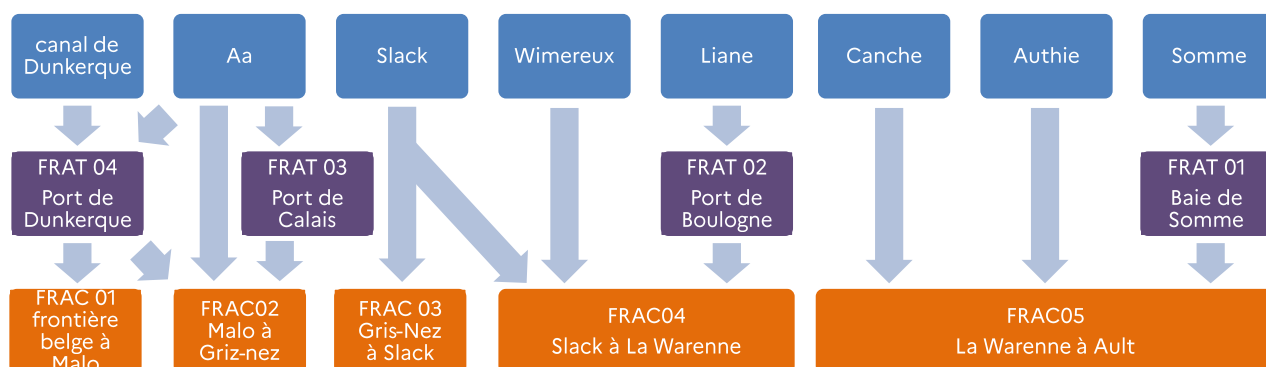 canal de
Dunkerque
Aa
Slack
Wimereux
Liane
Canche
Authie
Somme
FRAT 04
Port de
Dunkerque
FRAT 03
Port de
Calais
FRAT 02
Port de
Boulogne
FRAT 01
Baie de
Somme
FRAC 01
frontière
belge à
Malo
FRAC02
Malo à
Griz-nez
FRAC 03
Gris-Nez
à Slack
FRAC04
Slack à La Warenne
FRAC05
La Warenne à Ault